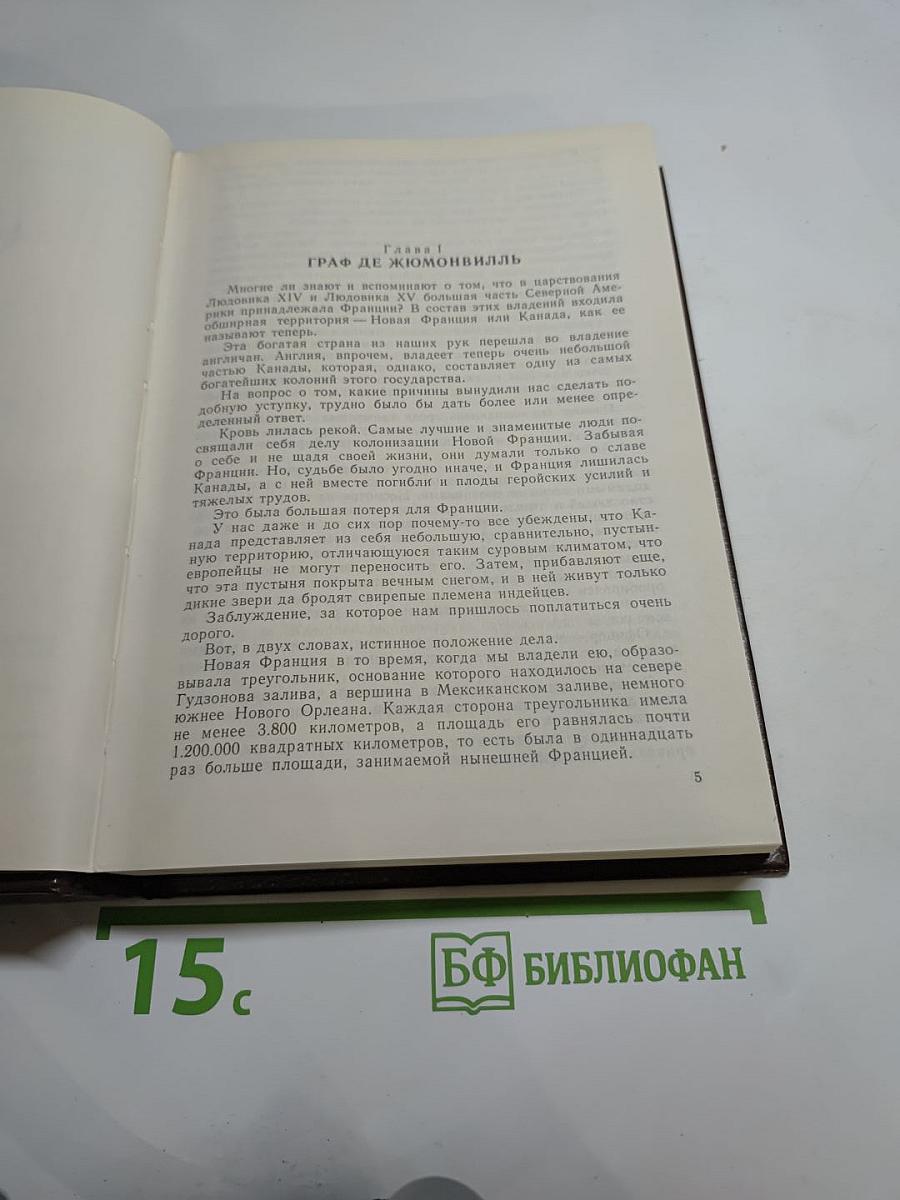 Глава I
ГРАФ ДЕ ЖЮМОНВИЛЛЬ
Многие ли знают и вспоминают о том, что в царствования
Людовика XIV и Людовика XV большая часть Северной Аме-
рики принадлежала Франции? В состав этих владений входила
обширная территория — Новая Франция или Канада, как ее
называют теперь.
Эта богатая страна из наших рук перешла во владение
англичан. Англия, впрочем, владеет теперь очень небольшой
частью Канады, которая, однако, составляет одну из самых
богатейших колоний этого государства.
На вопрос о том, какие причины вынудили нас сделать по-
добную уступку, трудно было бы дать более или менее опре-
деленный ответ.
Кровь лилась рекой. Самые лучшие и знаменитые люди по-
свящали себя делу колонизации Новой Франции. Забывая
о себе и не щадя своей жизни, они думали только о славе
Франции. Но, судьбе было угодно иначе, и Франция лишилась
Канады, а с ней вместе погибли и плоды геройских усилий и
тяжелых трудов.
Это была большая потеря для Франции.
У нас даже и до сих пор почему-то все убеждены, что Ка-
нада представляет из себя небольшую, сравнительно, пустын-
ную территорию, отличающуюся таким суровым климатом, что
европейцы не могут переносить его. Затем, прибавляют еще,
что эта пустыня покрыта вечным снегом, и в ней живут только
дикие звери да бродят свирепые племена индейцев.
Заблуждение, за которое нам пришлось поплатиться очень
дорого.
Вот, в двух словах, истинное положение дела.
Новая Франция в то время, когда мы владели ею, образо-
вывала треугольник, основание которого находилось на севере
Гудзонова залива, а вершина в Мексиканском заливе, немного
южнее Нового Орлеана. Каждая сторона треугольника имела
не менее 3.800 километров, а площадь его равнялась почти
1.200.000 квадратных километров, то есть была в одиннадцать
раз больше площади, занимаемой нынешней Францией.
5
15 с
БФ БИБЛИОФАН